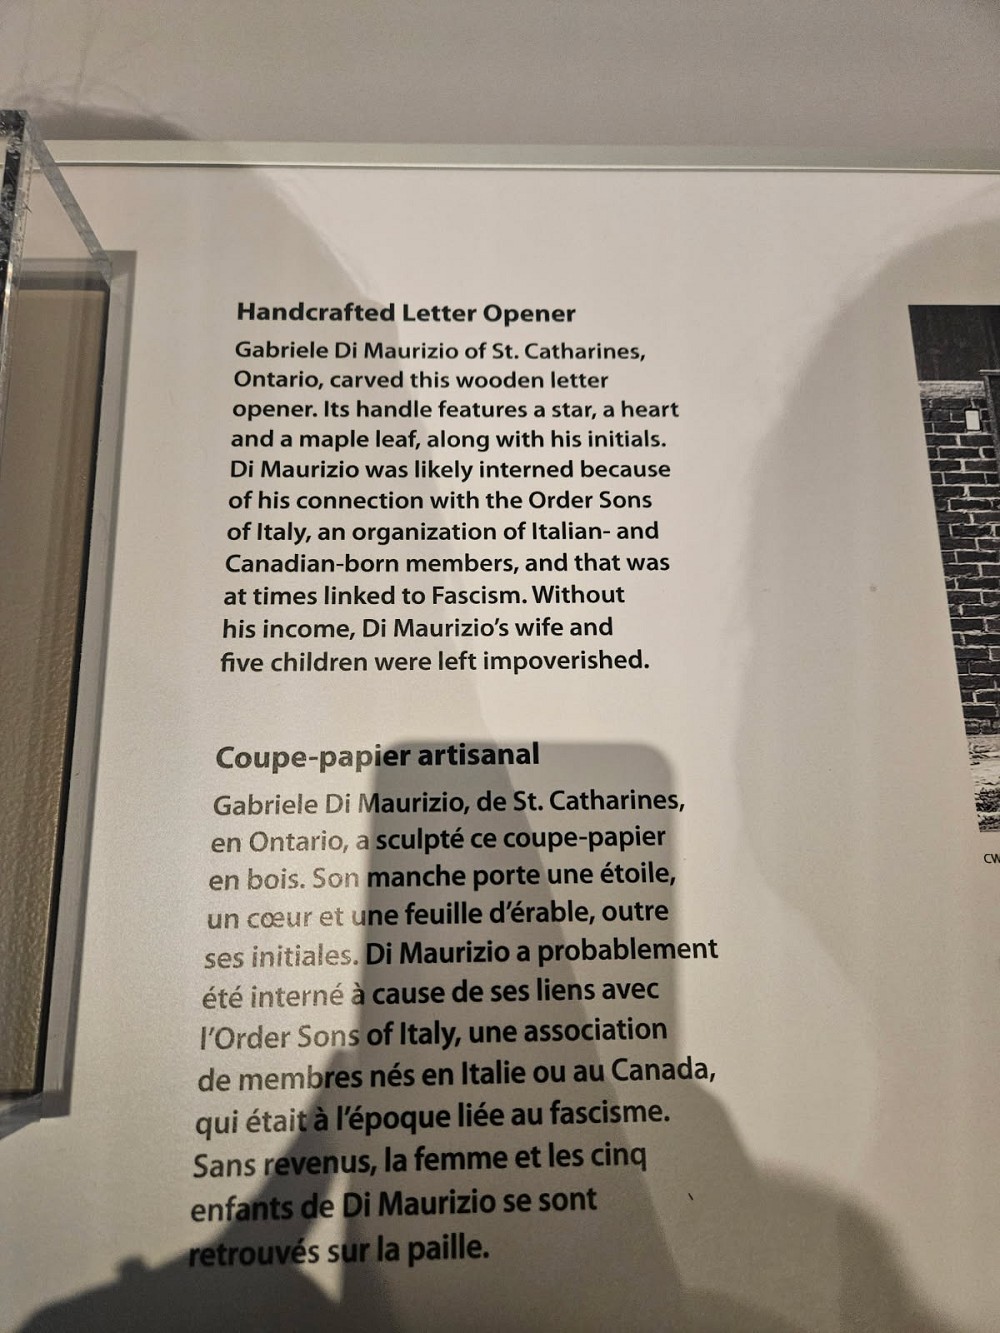 Handcrafted Letter Opener
Gabriele Di Maurizio of St. Catharines,
Ontario, carved this wooden letter
opener. Its handle features a star, a heart
and a maple leaf, along with his initials.
Di Maurizio was likely interned because
of his connection with the Order Sons
of Italy, an organization of Italian- and
Canadian-born members, and that was
at times linked to Fascism. Without
his income, Di Maurizio's wife and
five children were left impoverished.
Coupe-papier artisanal
Gabriele Di Maurizio, de St. Catharines,
en Ontario, a sculpté ce coupe-papier
en bois. Son manche porte une étoile,
un cœur et une feuille d'érable, outre
ses initiales. Di Maurizio a probablement
été interné à cause de ses liens avec
l'Order Sons of Italy, une association
de membres nés en Italie ou au Canada,
qui était à l'époque liée au fascisme.
Sans revenus, la femme et les cinq
enfants de Di Maurizio se sont
retrouvés sur la paille.